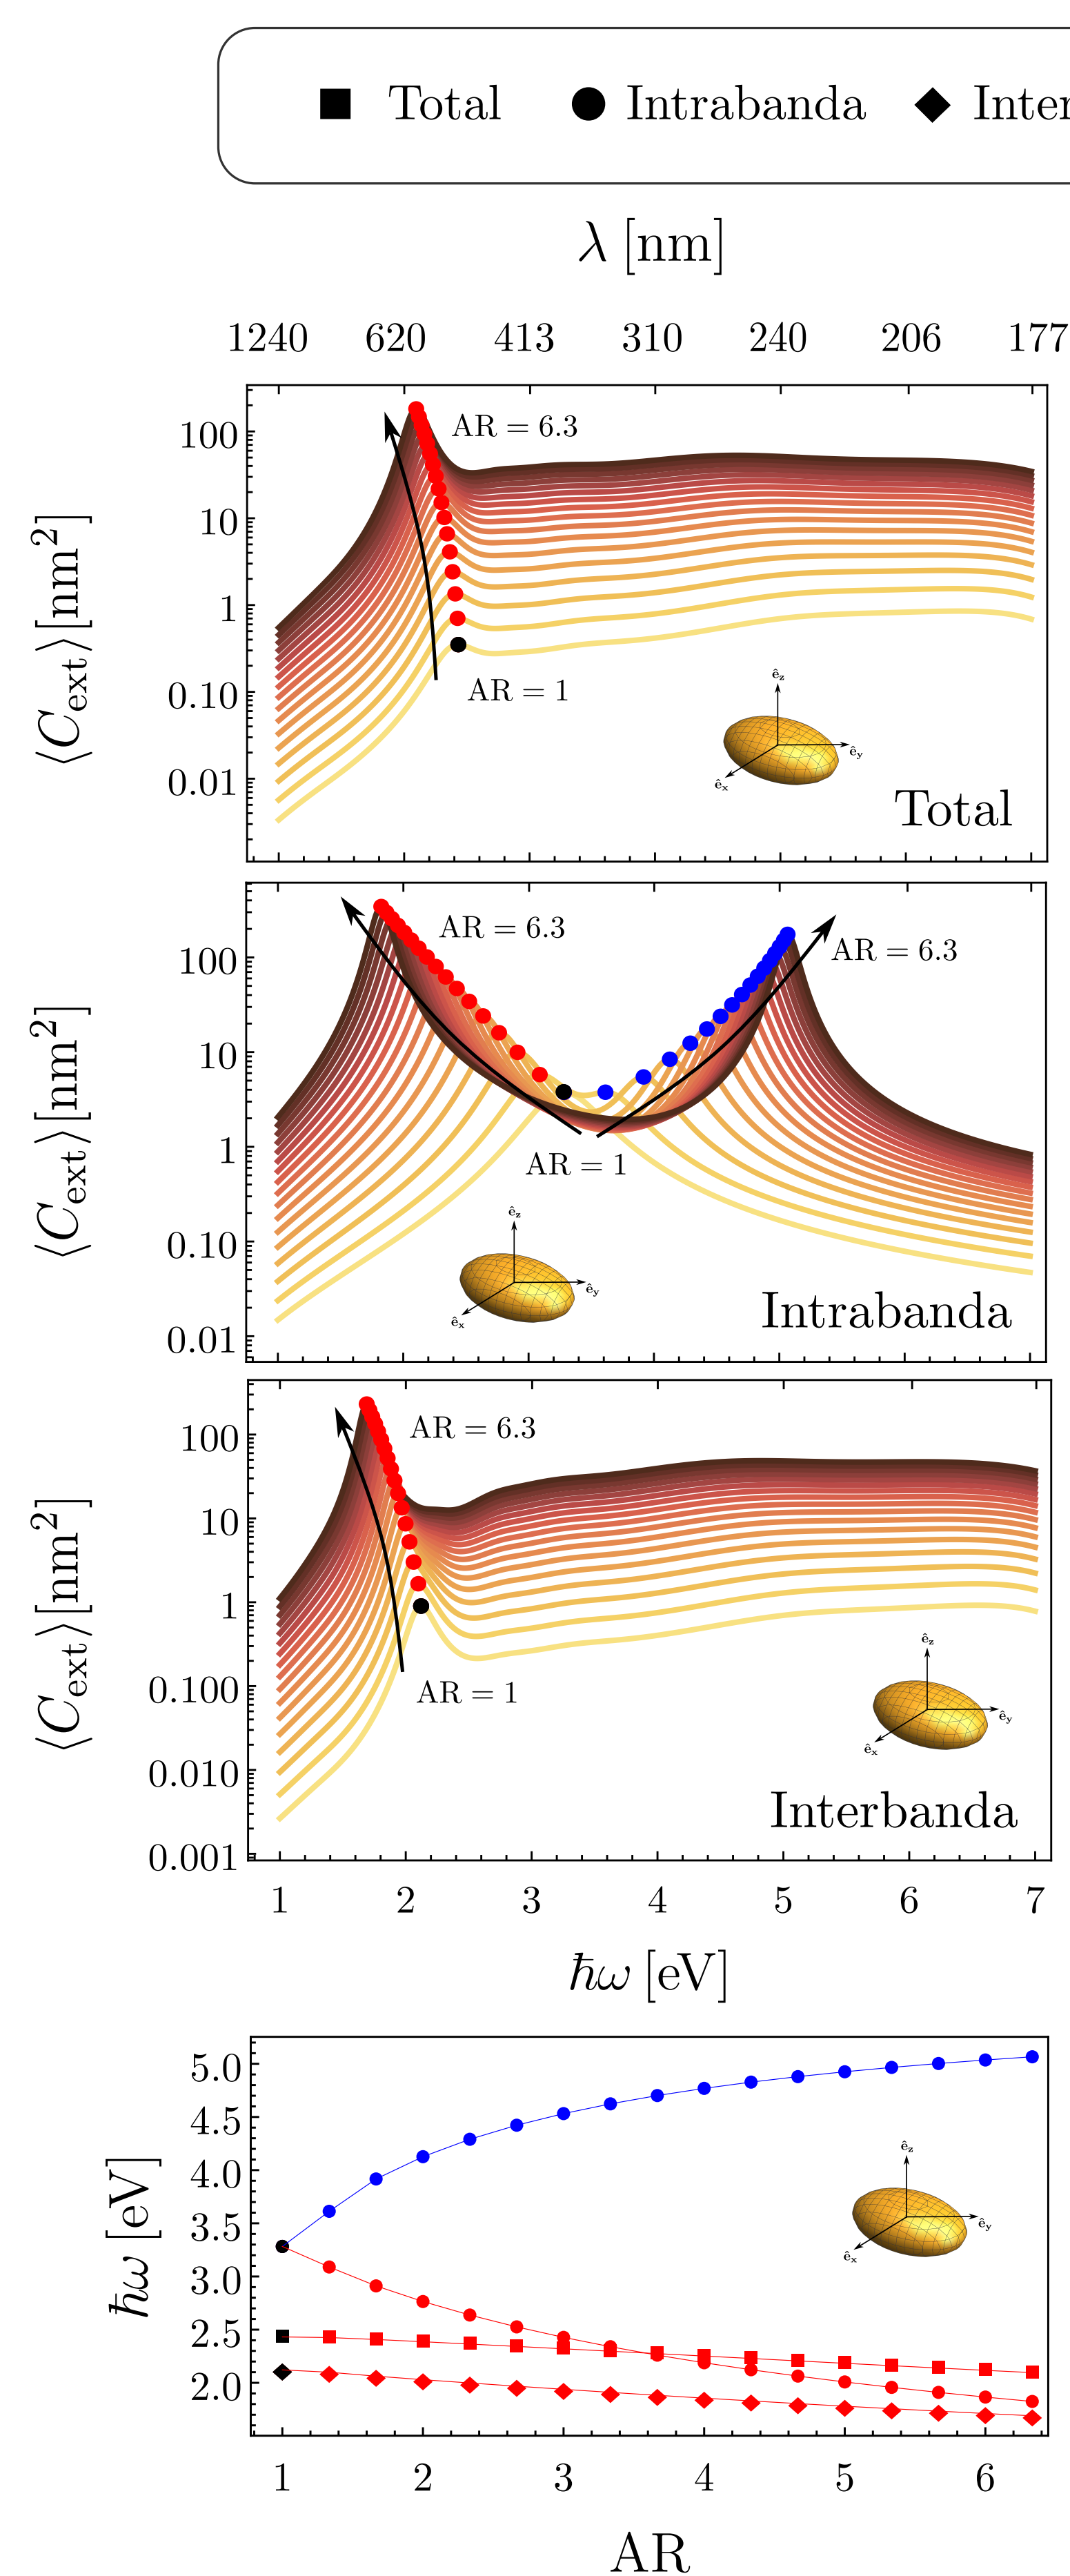 ■ Total ● Intrabanda ◆ Inter
λ [nm]
1240 620 413 310 240 206 177
⟨C_ext⟩[nm²]
100
10
1
0.10
0.01
AR = 6.3
AR = 1
ê_z
ê_y
ê_x
Total
⟨C_ext⟩[nm²]
100
10
1
0.10
0.01
AR = 6.3
AR = 6.3
AR = 1
ê_z
ê_y
ê_x
Intrabanda
⟨C_ext⟩[nm²]
100
10
1
0.100
0.010
0.001
AR = 6.3
AR = 1
ê_z
ê_y
ê_x
Interbanda
1 2 3 4 5 6 7
ħω [eV]
ħω [eV]
5.0
4.5
4.0
3.5
3.0
2.5
2.0
ê_z
ê_y
ê_x
1 2 3 4 5 6
AR